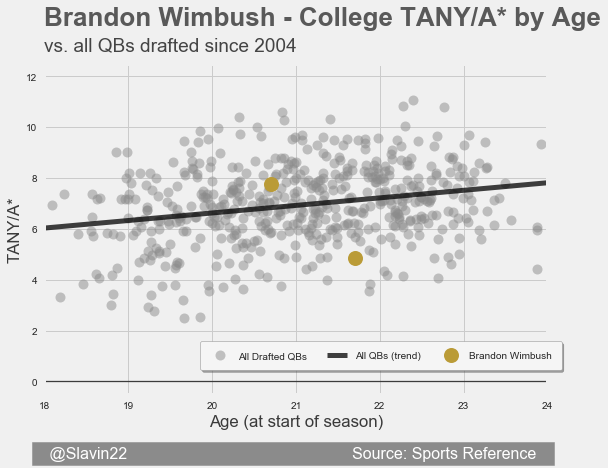 Brandon Wimbush - College TANY/A* by Age
vs. all QBs drafted since 2004
12
10
8
6
4
2
0
TANY/A*
All Drafted QBs
All QBs (trend)
Brandon Wimbush
18 19 20 21 22 23 24
Age (at start of season)
@Slavin22
Source: Sports Reference